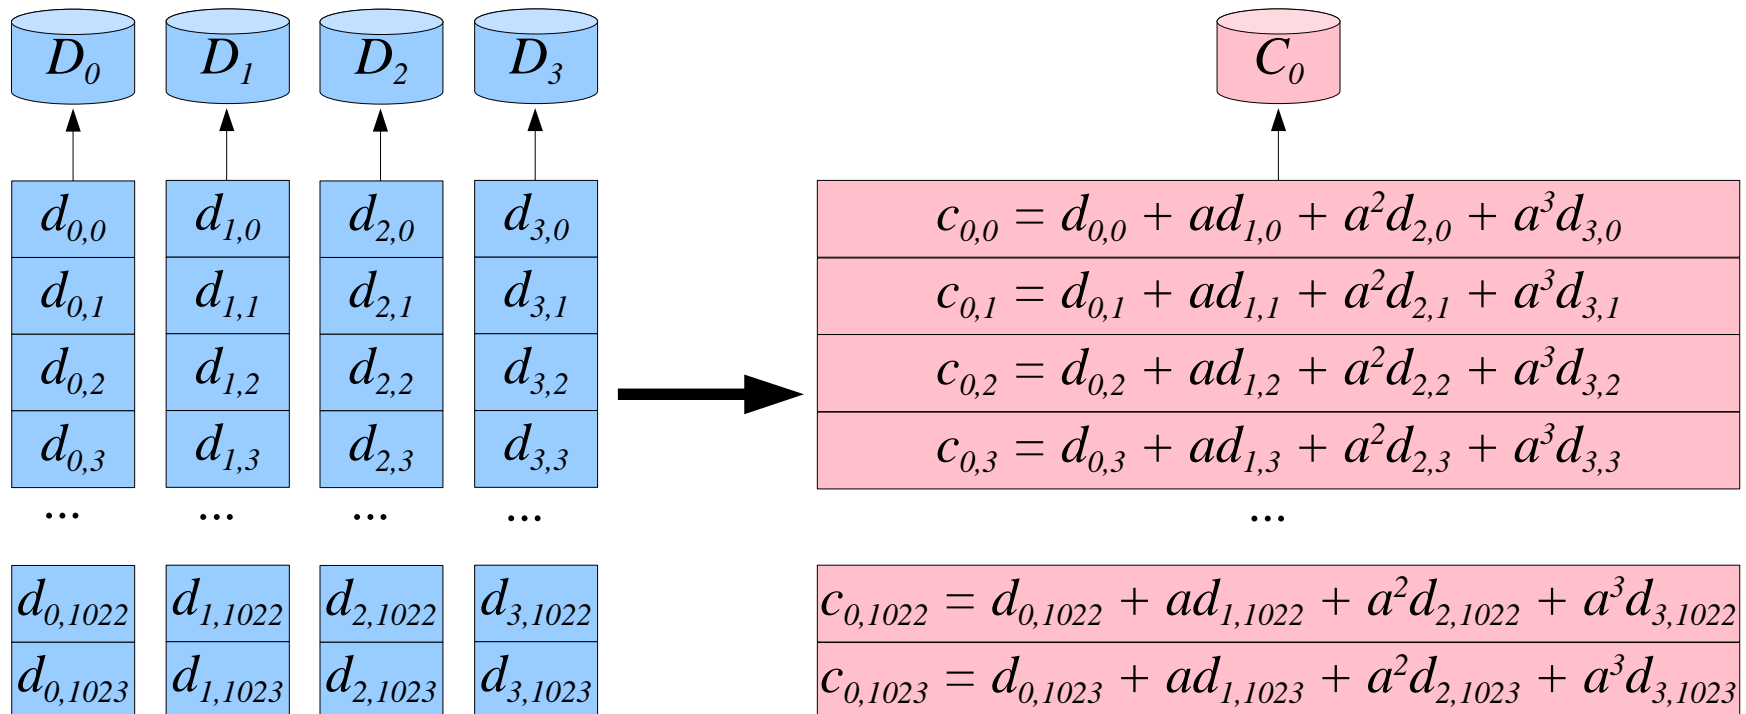 D₀ D₁ D₂ D₃ C₀
d₀,₀ d₁,₀ d₂,₀ d₃,₀ c₀,₀ = d₀,₀ + ad₁,₀ + a²d₂,₀ + a³d₃,₀
d₀,₁ d₁,₁ d₂,₁ d₃,₁ c₀,₁ = d₀,₁ + ad₁,₁ + a²d₂,₁ + a³d₃,₁
d₀,₂ d₁,₂ d₂,₂ d₃,₂ c₀,₂ = d₀,₂ + ad₁,₂ + a²d₂,₂ + a³d₃,₂
d₀,₃ d₁,₃ d₂,₃ d₃,₃ c₀,₃ = d₀,₃ + ad₁,₃ + a²d₂,₃ + a³d₃,₃
... ... ... ... ...
d₀,₁₀₂₂ d₁,₁₀₂₂ d₂,₁₀₂₂ d₃,₁₀₂₂ c₀,₁₀₂₂ = d₀,₁₀₂₂ + ad₁,₁₀₂₂ + a²d₂,₁₀₂₂ + a³d₃,₁₀₂₂
d₀,₁₀₂₃ d₁,₁₀₂₃ d₂,₁₀₂₃ d₃,₁₀₂₃ c₀,₁₀₂₃ = d₀,₁₀₂₃ + ad₁,₁₀₂₃ + a²d₂,₁₀₂₃ + a³d₃,₁₀₂₃